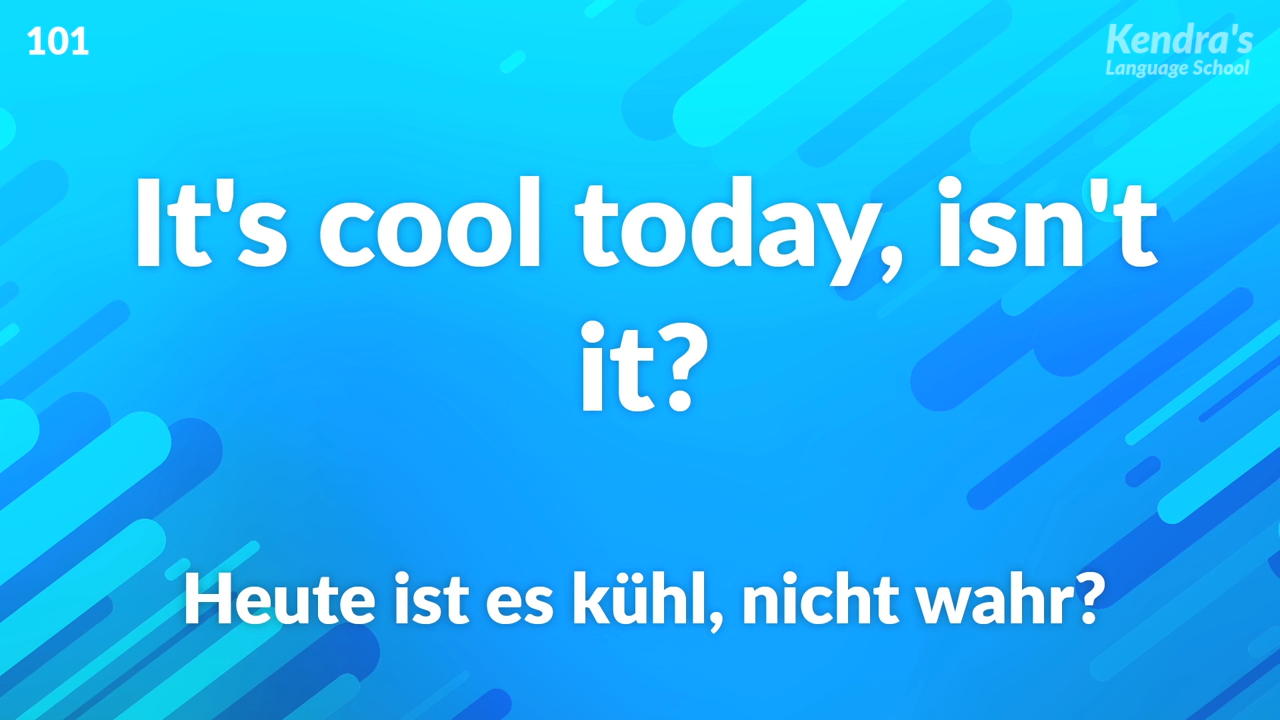 101
Kendra's
Language School
It's cool today, isn't
it?
Heute ist es kühl, nicht wahr?